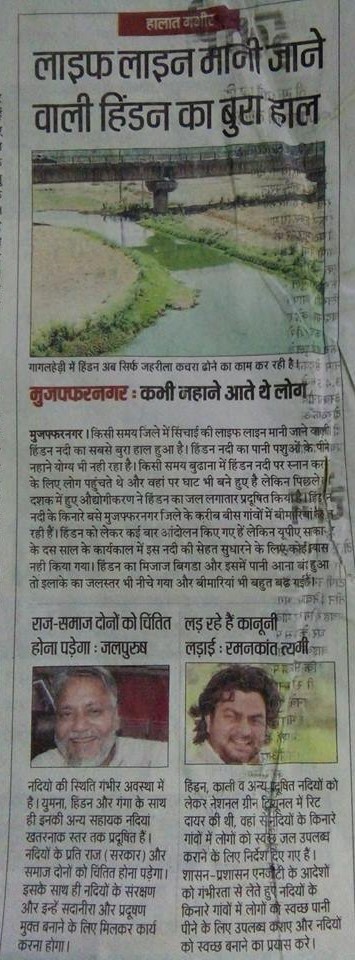 हालात गंभीर
लाइफ लाइन मानी जाने
वाली हिंडन का बुरा हाल
गागलहेड़ी में हिंडन अब सिर्फ जहरीला कचरा ढोने का काम कर रही है।
मुजफ्फरनगर : कभी नहाने आते थे लोग
मुजफ्फरनगर। किसी समय जिले में सिंचाई की लाइफ लाइन मानी जाने वाली
हिंडन नदी का सबसे बुरा हाल हुआ है। हिंडन नदी का पानी पशुओं के पीने
नहाने योग्य भी नही रहा है। किसी समय बुढाना में हिंडन नदी पर स्नान कर
के लिए लोग पहुंचते थे और वहां पर घाट भी बने हुए है लेकिन पिछले
दशक में हुए औद्योगीकरण ने हिंडन का जल लगातार प्रदूषित किया है।
नदी के किनारे बसे मुजफ्फरनगर जिले के करीब बीस गांवों में बीमारियां
रही हैं। हिंडन को लेकर कई बार आंदोलन किए गए हैं लेकिन यूपीए
के दस साल के कार्यकाल में इस नदी की सेहत सुधारने के लिए कोई
नही किया गया। हिंडन का मिजाज बिगडा और इसमें पानी आना बंद हुआ
तो इलाके का जलस्तर भी नीचे गया और बीमारियां भी बहुत बढ गई।
राज-समाज दोनों को चिंतित
होना पड़ेगा : जलपुरुष
नदियो की स्थिति गंभीर अवस्था में
है। युमना, हिंडन और गंगा के साथ
ही इनकी अन्य सहायक नदियां
खतरनाक स्तर तक प्रदूषित हैं।
नदियों के प्रति राज (सरकार) और
समाज दोनों को चिंतित होना पड़ेगा।
इसके साथ ही नदियों के संरक्षण
और इन्हें सदानीरा और प्रदूषण
मुक्त बनाने के लिए मिलकर कार्य
करना होगा।
लड़ रहे हैं कानूनी
लड़ाई : रमनकांत त्यागी
हिंडन, काली व अन्य प्रदूषित नदियों को
लेकर नेशनल ग्रीन ट्रिब्यूनल में रिट
दायर की थी, वहां से नदियों के किनारे
गांवों में लोगों को स्वच्छ जल उपलब्ध
कराने के लिए निर्देश दिए गए हैं।
शासन-प्रशासन एनजीटी के आदेशों
को गंभीरता से लेते हुए नदियों के
किनारे गांवों में लोगों को स्वच्छ पानी
पीने के लिए उपलब्ध कराए और नदियों
को स्वच्छ बनाने का प्रयास करे।